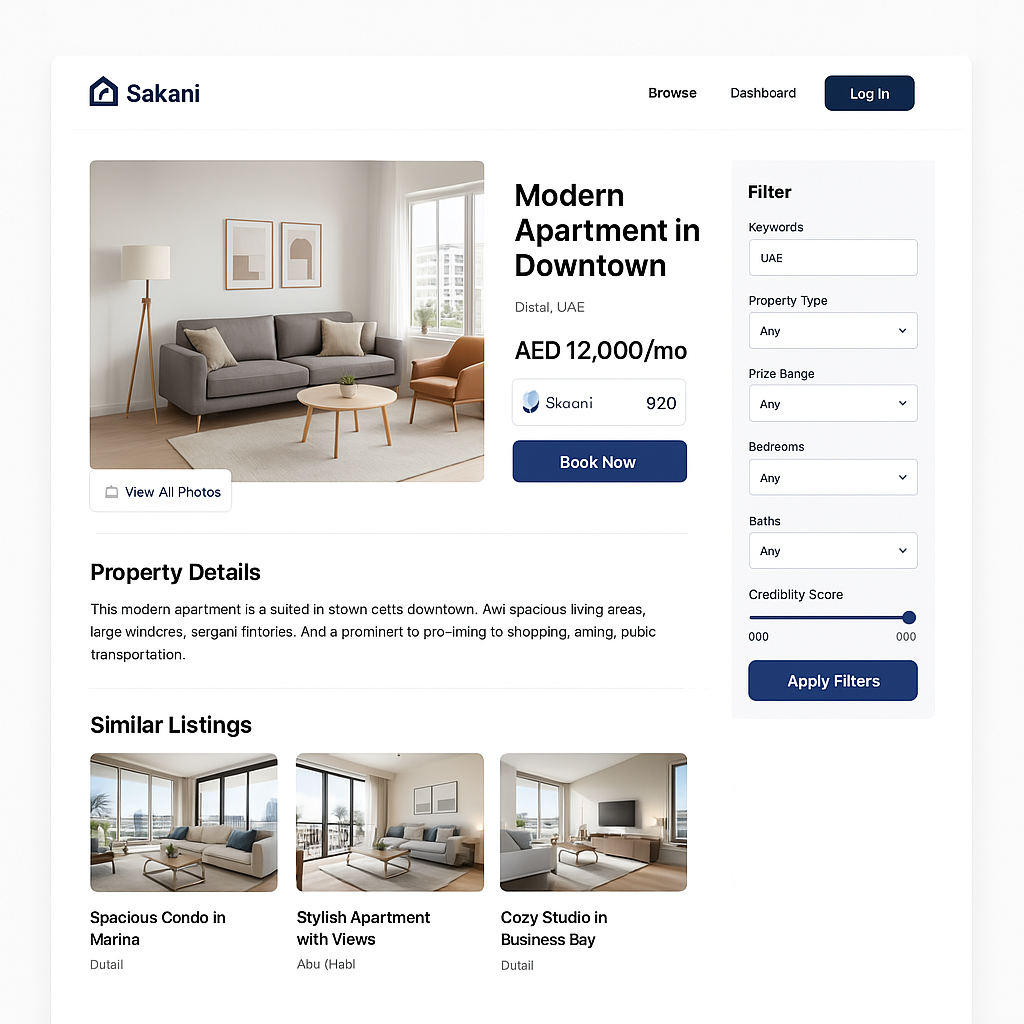 Sakani
Browse
Dashboard
Log In
Modern
Apartment in
Downtown
Distal, UAE
AED 12,000/mo
Skaani
920
Book Now
View All Photos
Property Details
This modern apartment is a suited in stown cetts downtown. Awi spacious living areas,
large windcres, sergani fintories. And a prominert to pro-iming to shopping, aming, pubic
transportation.
Similar Listings
Spacious Condo in
Marina
Dutail
Stylish Apartment
with Views
Abu (Habl
Cozy Studio in
Business Bay
Dutail
Filter
Keywords
UAE
Property Type
Any
Prize Bange
Any
Bedreoms
Any
Baths
Any
Crediblity Score
000
000
Apply Filters